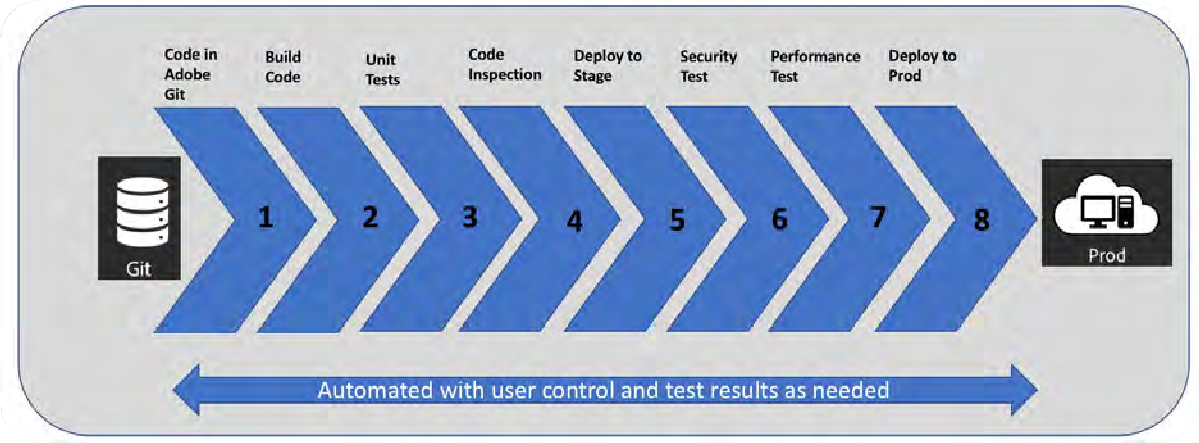 Code in
Adobe
Git
Build
Code
Unit
Tests
Code
Inspection
Deploy to
Stage
Security
Test
Performance
Test
Deploy to
Prod
1 2 3 4 5 6 7 8
Git
Prod
Automated with user control and test results as needed